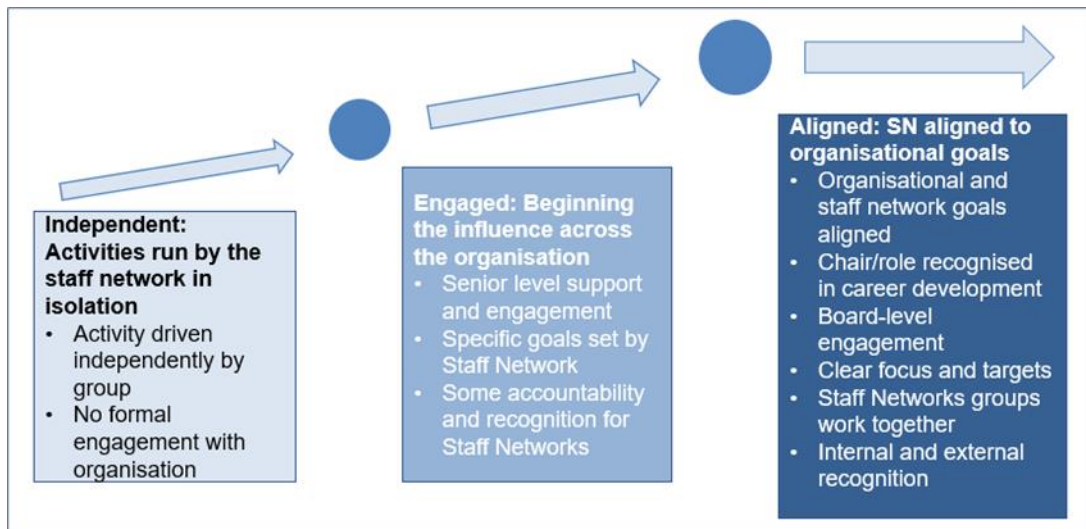 Independent:
Activities run by the
staff network in
isolation
• Activity driven
independently by
group
• No formal
engagement with
organisation
Engaged: Beginning
the influence across
the organisation
• Senior level support
and engagement
• Specific goals set by
Staff Network
• Some accountability
and recognition for
Staff Networks
Aligned: SN aligned to
organisational goals
• Organisational and
staff network goals
aligned
• Chair/role recognised
in career development
• Board-level
engagement
• Clear focus and targets
• Staff Networks groups
work together
• Internal and external
recognition